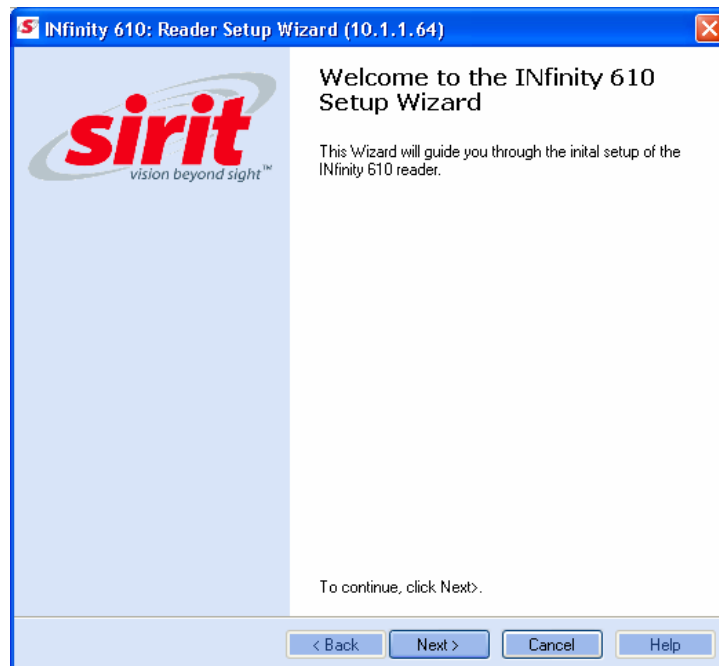 INfinity 610: Reader Setup Wizard (10.1.1.64)
sirit
vision beyond sight™
Welcome to the INfinity 610
Setup Wizard
This Wizard will guide you through the inital setup of the
INfinity 610 reader.
To continue, click Next>.
< Back Next > Cancel Help